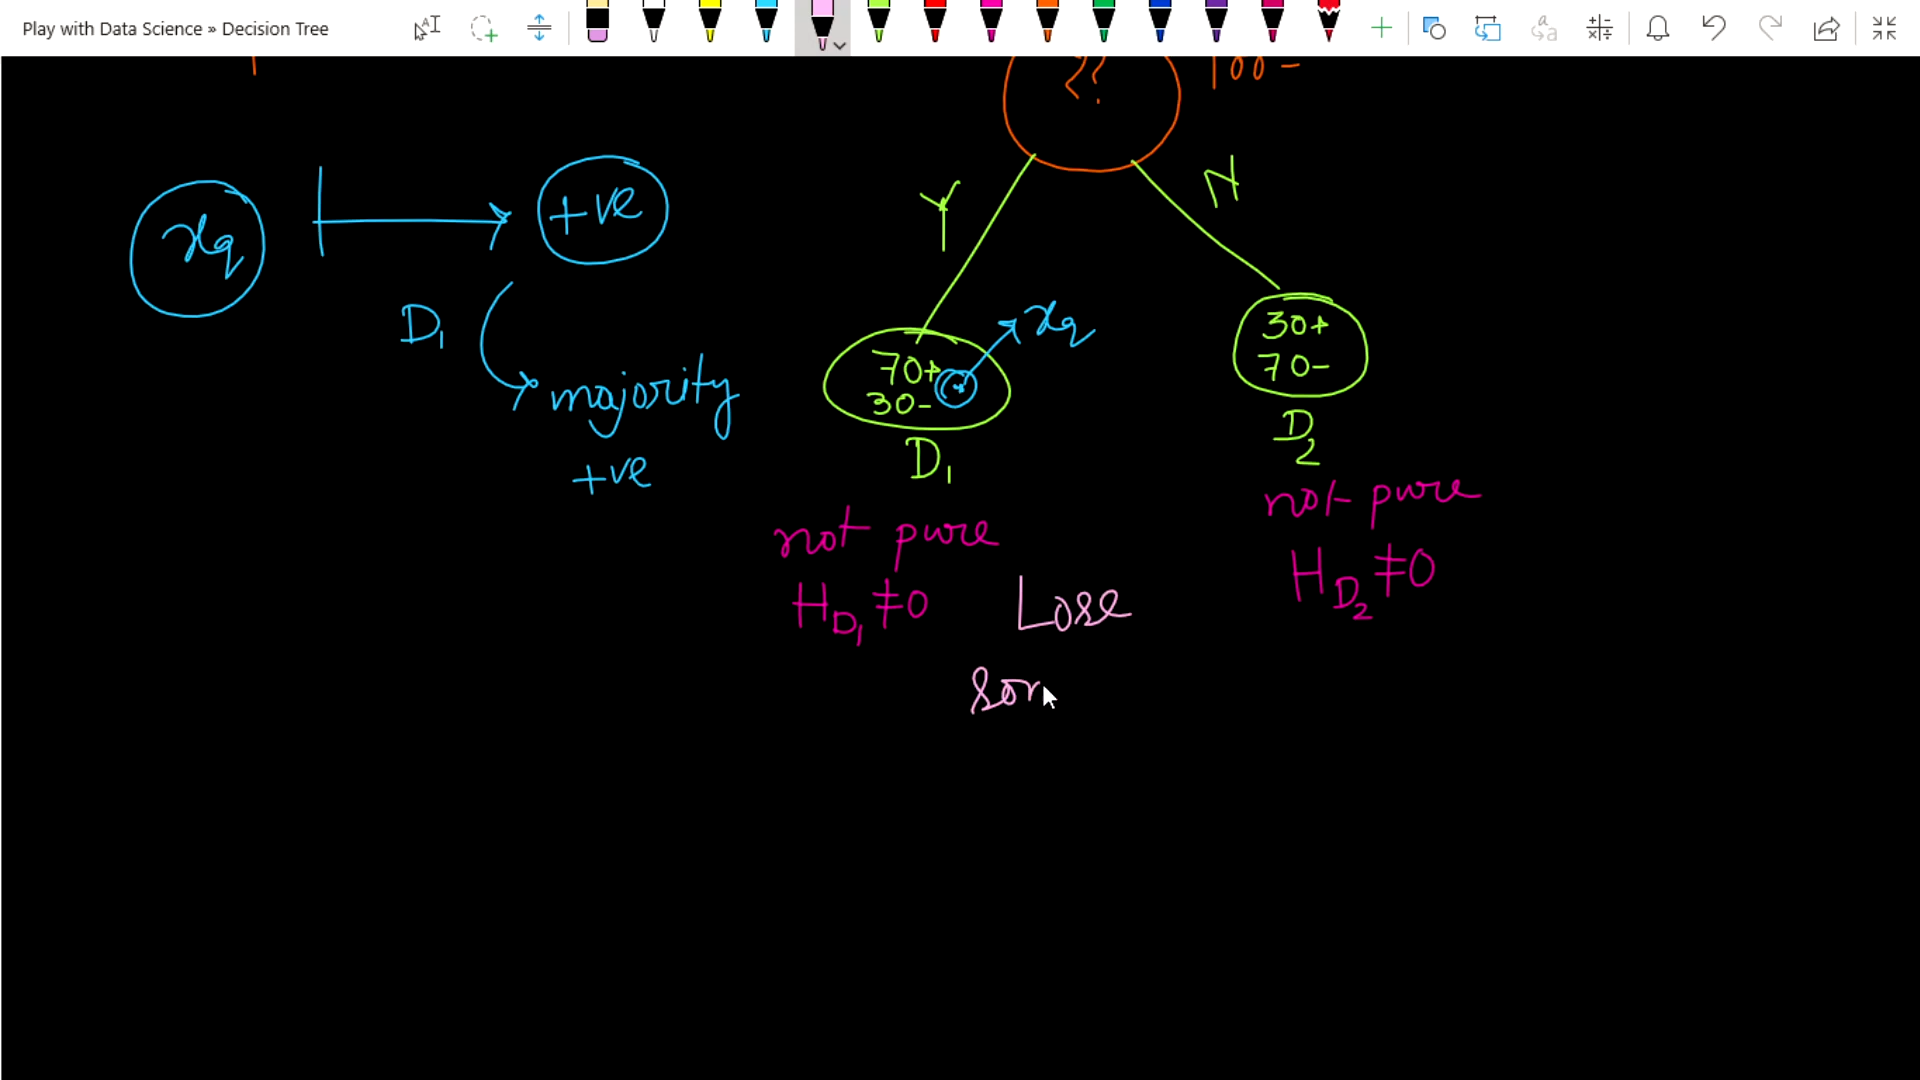 Play with Data Science » Decision Tree
??
100-
xq
+ve
Y
N
D1
majority
+ve
70+
30-
xq
D1
30+
70-
D2
not pure
HD1≠0
not pure
HD2≠0
Lose
som